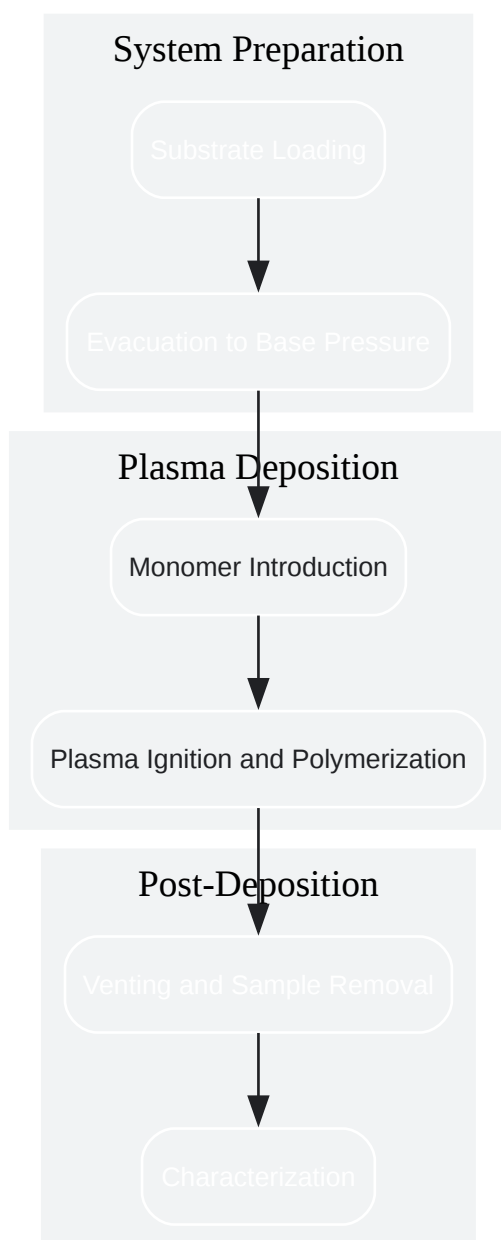 System Preparation
Substrate Loading
Evacuation to Base Pressure
Plasma Deposition
Monomer Introduction
Plasma Ignition and Polymerization
Post-Deposition
Venting and Sample Removal
Characterization